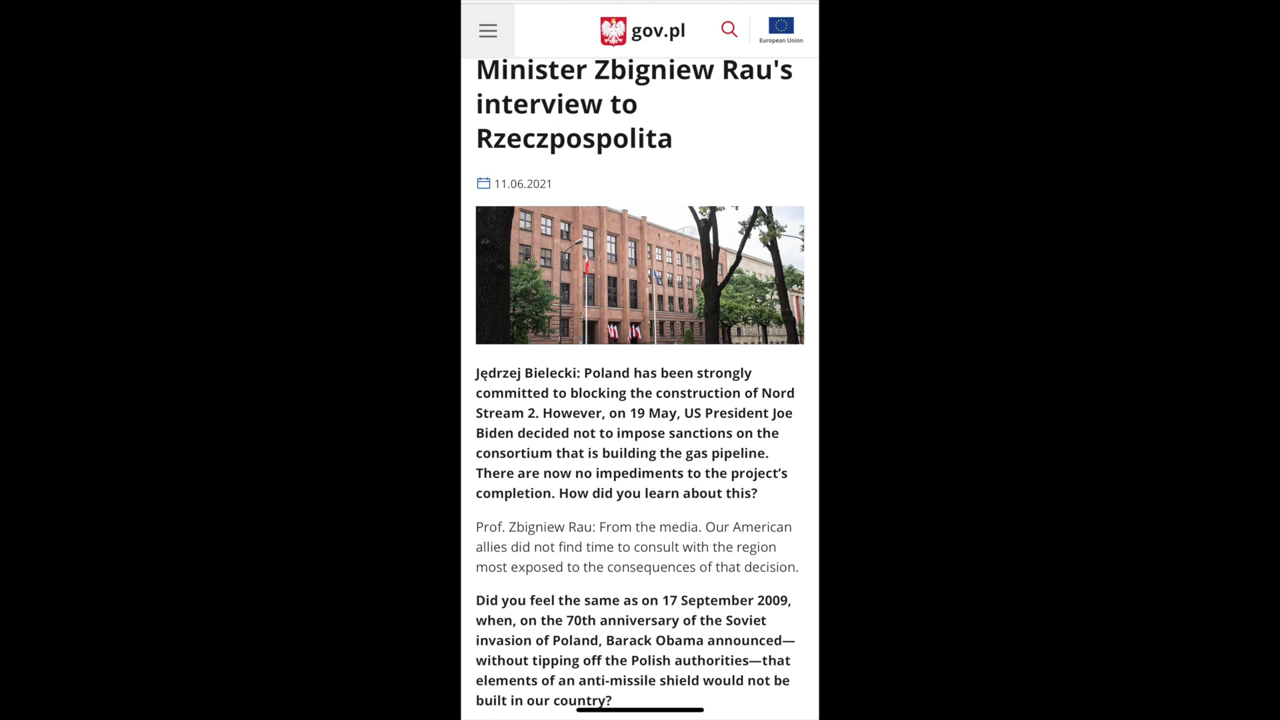 gov.pl
European Union
Minister Zbigniew Rau's
interview to
Rzeczpospolita
11.06.2021
Jędrzej Bielecki: Poland has been strongly
committed to blocking the construction of Nord
Stream 2. However, on 19 May, US President Joe
Biden decided not to impose sanctions on the
consortium that is building the gas pipeline.
There are now no impediments to the project’s
completion. How did you learn about this?
Prof. Zbigniew Rau: From the media. Our American
allies did not find time to consult with the region
most exposed to the consequences of that decision.
Did you feel the same as on 17 September 2009,
when, on the 70th anniversary of the Soviet
invasion of Poland, Barack Obama announced—
without tipping off the Polish authorities—that
elements of an anti-missile shield would not be
built in our country?